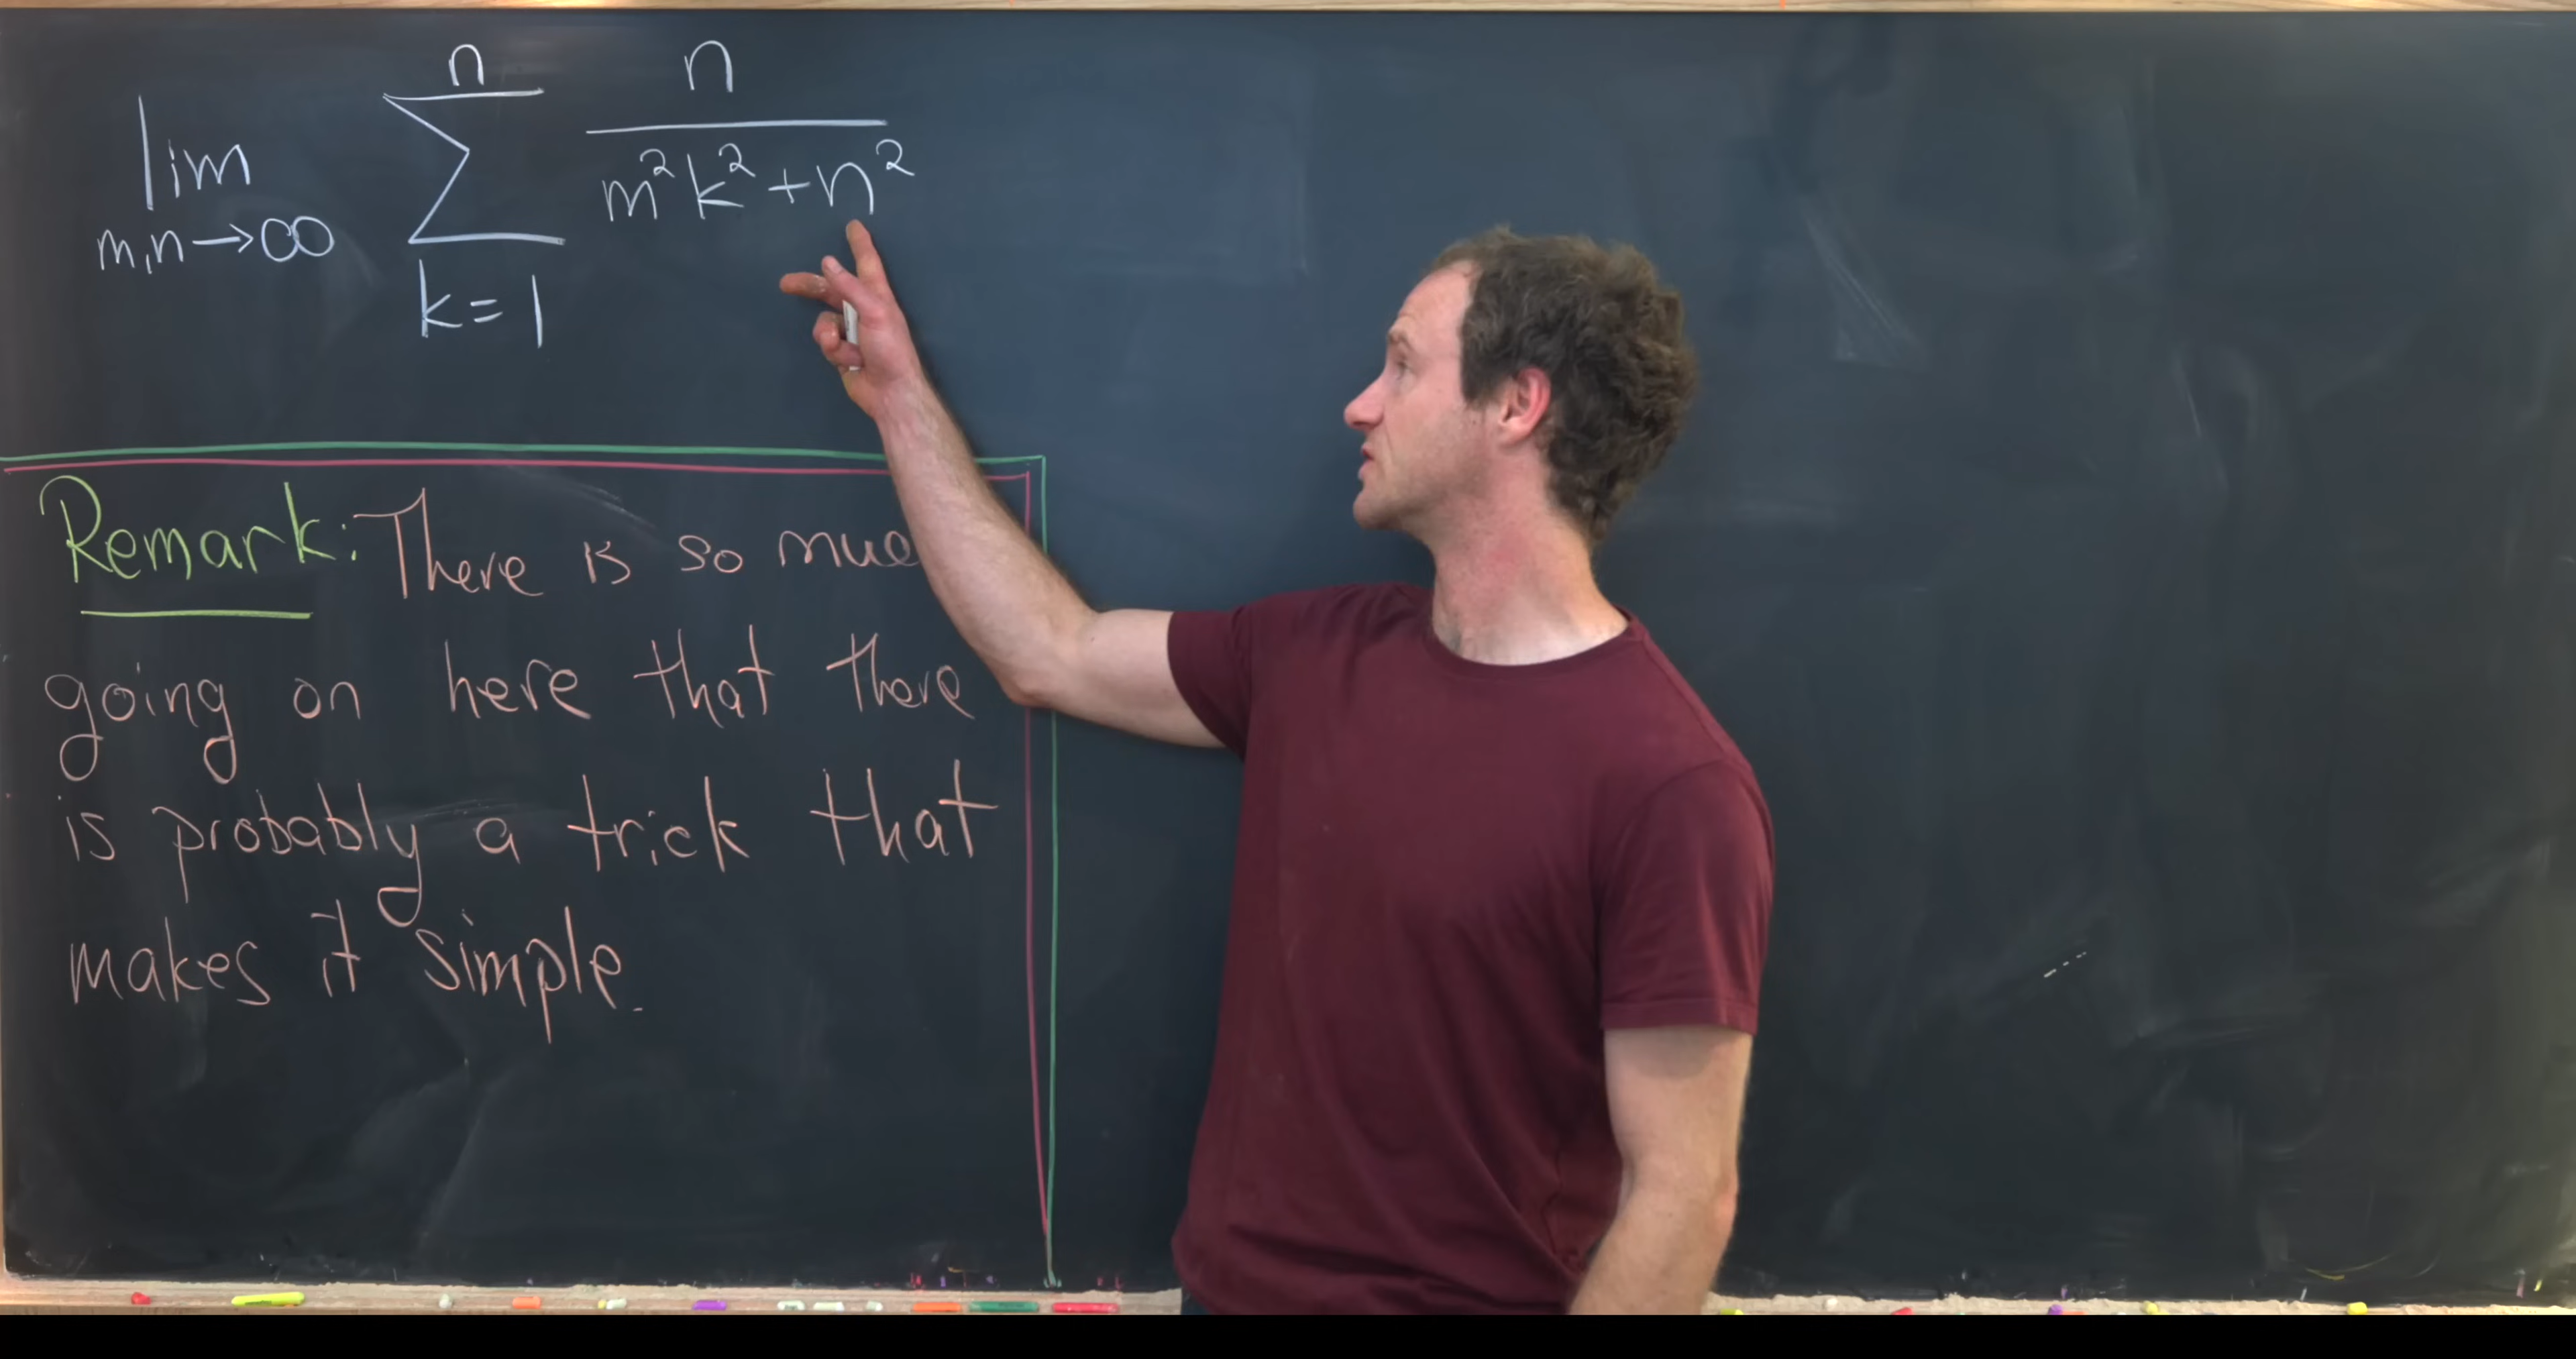 lim m,n→∞ n Σ k=1 n / m²k²+n²
Remark: There is so muc
going on here that there
is probably a trick that
makes it simple.